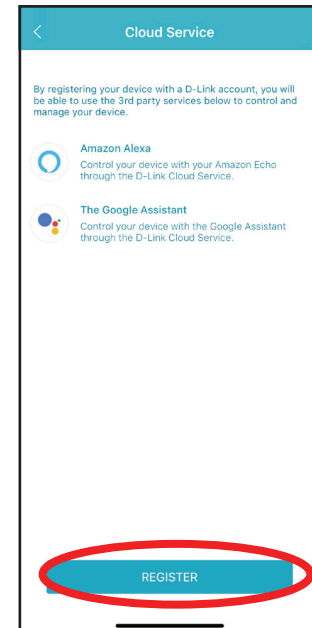 Cloud Service
By registering your device with a D-Link account, you will
be able to use the 3rd party services below to control and
manage your device.
Amazon Alexa
Control your device with your Amazon Echo
through the D-Link Cloud Service.
The Google Assistant
Control your device with the Google Assistant
through the D-Link Cloud Service.
REGISTER